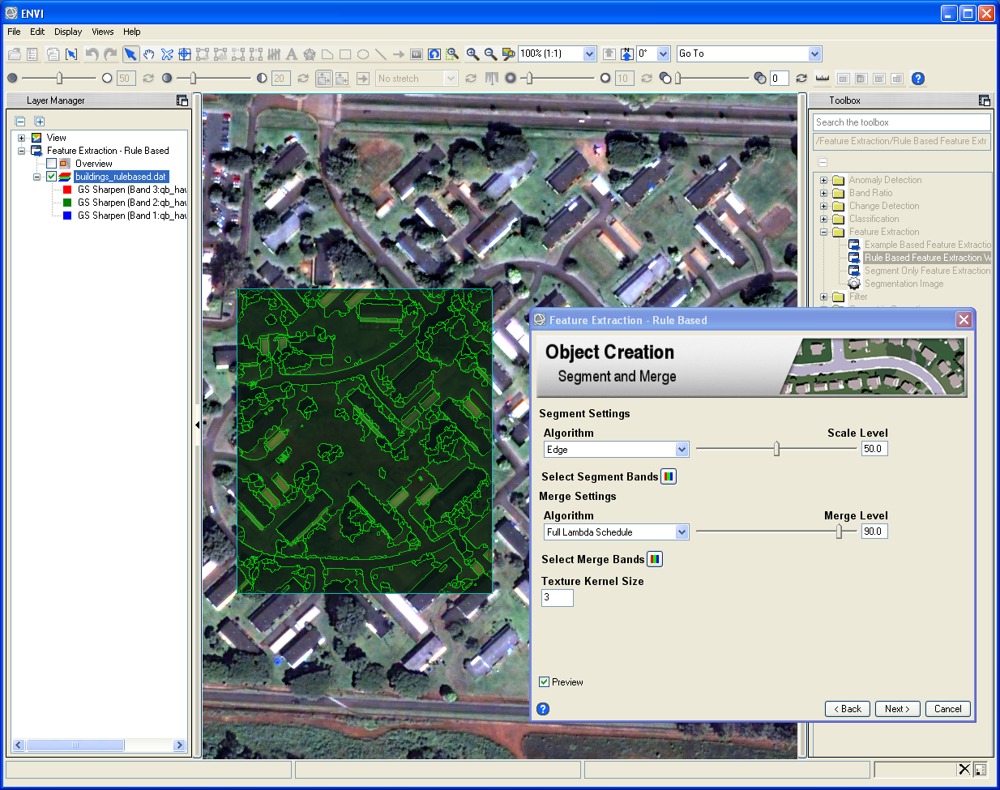 ENVI
File Edit Display Views Help
100% (1:1) 0° Go To
50 20 No stretch 10 0
Layer Manager
View
Feature Extraction - Rule Based
Overview
buildings_rulebased.dat
GS Sharpen (Band 3:qb_hav
GS Sharpen (Band 2:qb_hav
GS Sharpen (Band 1:qb_hav
Toolbox
Search the toolbox
/Feature Extraction/Rule Based Feature Extr
Anomaly Detection
Band Ratio
Change Detection
Classification
Feature Extraction
Example Based Feature Extractio
Rule Based Feature Extraction W
Segment Only Feature Extraction
Segmentation Image
Filter
Feature Extraction - Rule Based
Object Creation
Segment and Merge
Segment Settings
Algorithm Scale Level
Edge 50.0
Select Segment Bands
Merge Settings
Algorithm Merge Level
Full Lambda Schedule 90.0
Select Merge Bands
Texture Kernel Size
3
Preview
< Back Next > Cancel